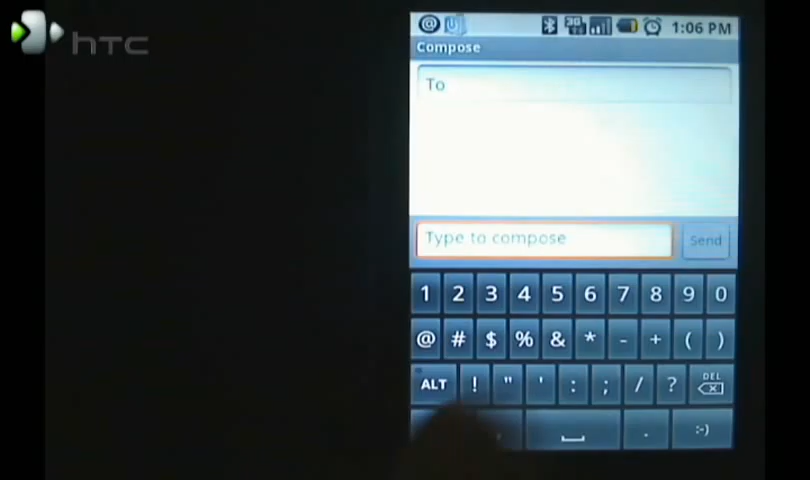 hTC
@ 3G 1:06 PM
Compose
To
Type to compose Send
1 2 3 4 5 6 7 8 9 0
@ # $ % & * - + ( )
ALT ! " ' : ; / ? DEL
, . :-)